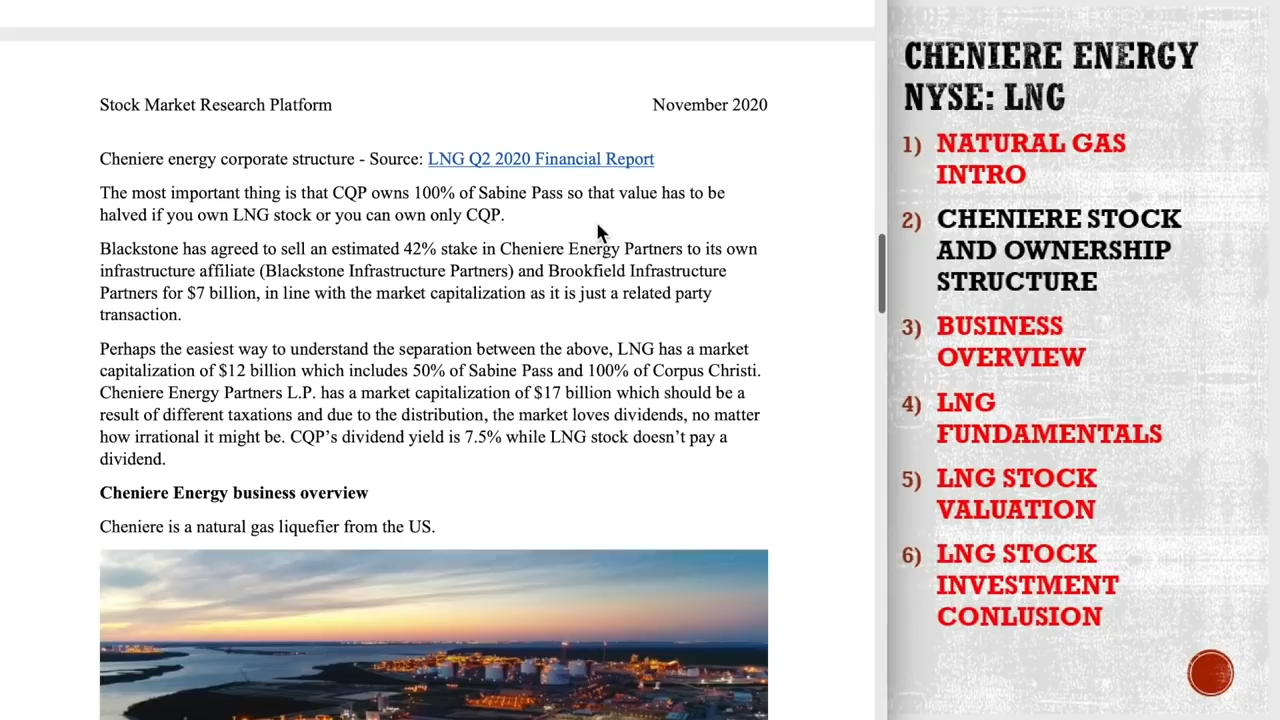 Stock Market Research Platform November 2020
Cheniere energy corporate structure - Source: LNG Q2 2020 Financial Report
The most important thing is that CQP owns 100% of Sabine Pass so that value has to be
halved if you own LNG stock or you can own only CQP.
Blackstone has agreed to sell an estimated 42% stake in Cheniere Energy Partners to its own
infrastructure affiliate (Blackstone Infrastructure Partners) and Brookfield Infrastructure
Partners for $7 billion, in line with the market capitalization as it is just a related party
transaction.
Perhaps the easiest way to understand the separation between the above, LNG has a market
capitalization of $12 billion which includes 50% of Sabine Pass and 100% of Corpus Christi.
Cheniere Energy Partners L.P. has a market capitalization of $17 billion which should be a
result of different taxations and due to the distribution, the market loves dividends, no matter
how irrational it might be. CQP’s dividend yield is 7.5% while LNG stock doesn’t pay a
dividend.
Cheniere Energy business overview
Cheniere is a natural gas liquefier from the US.
CHENIERE ENERGY
NYSE: LNG
1) NATURAL GAS
INTRO
2) CHENIERE STOCK
AND OWNERSHIP
STRUCTURE
3) BUSINESS
OVERVIEW
4) LNG
FUNDAMENTALS
5) LNG STOCK
VALUATION
6) LNG STOCK
INVESTMENT
CONLUSION